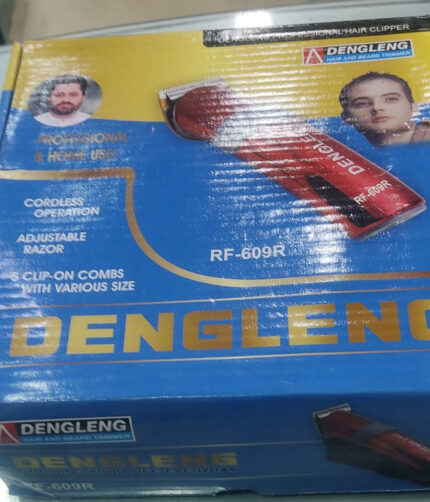 PROFESSIONAL HAIR CLIPPER
DENGLENG
HAIR AND BEARD TRIMMER
PROFESSIONAL
& HOME USE
DENGLE
RF-609R
CORDLESS
OPERATION
ADJUSTABLE
RAZOR
RF-609R
5 CLIP-ON COMBS
WITH VARIOUS SIZE
DENGLENG
DENGLENG
HAIR AND BEARD TRIMMER
DENGLENG
RF-609R